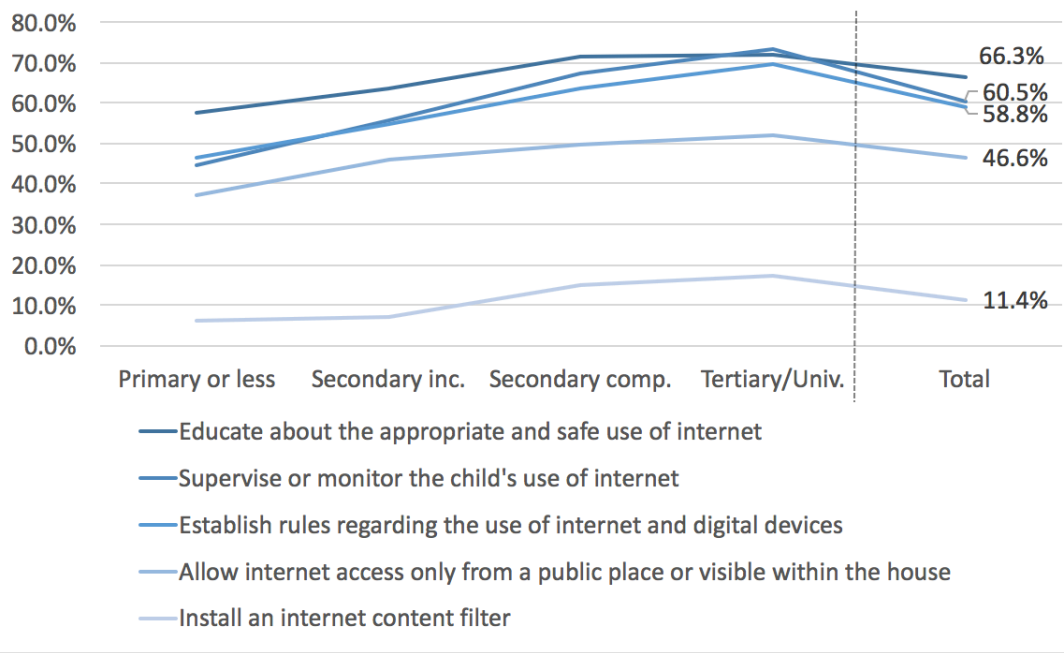 80.0%
70.0%
60.0%
50.0%
40.0%
30.0%
20.0%
10.0%
0.0%
66.3%
60.5%
58.8%
46.6%
11.4%
Primary or less Secondary inc. Secondary comp. Tertiary/Univ. Total
Educate about the appropriate and safe use of internet
Supervise or monitor the child's use of internet
Establish rules regarding the use of internet and digital devices
Allow internet access only from a public place or visible within the house
Install an internet content filter